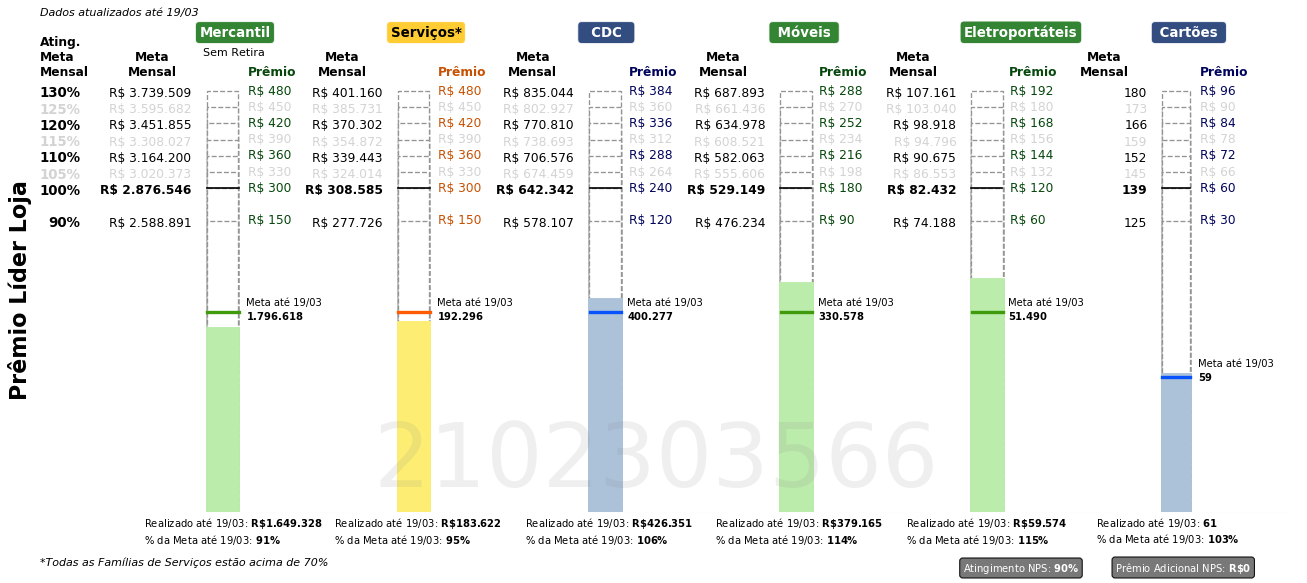 Dados atualizados até 19/03
Mercantil Serviços* CDC Móveis Eletroportáteis Cartões
Sem Retira
Ating. Meta Mensal Meta Mensal Prêmio Meta Mensal Prêmio Meta Mensal Prêmio Meta Mensal Prêmio Meta Mensal Prêmio Meta Mensal Prêmio
130% R$ 3.739.509 R$ 480 R$ 401.160 R$ 480 R$ 835.044 R$ 384 R$ 687.893 R$ 288 R$ 107.161 R$ 192 180 R$ 96
125% R$ 3.595.682 R$ 450 R$ 385.731 R$ 450 R$ 802.927 R$ 360 R$ 661.436 R$ 270 R$ 103.040 R$ 180 173 R$ 90
120% R$ 3.451.855 R$ 420 R$ 370.302 R$ 420 R$ 770.810 R$ 336 R$ 634.978 R$ 252 R$ 98.918 R$ 168 166 R$ 84
115% R$ 3.308.027 R$ 390 R$ 354.872 R$ 390 R$ 738.693 R$ 312 R$ 608.521 R$ 234 R$ 94.796 R$ 156 159 R$ 78
110% R$ 3.164.200 R$ 360 R$ 339.443 R$ 360 R$ 706.576 R$ 288 R$ 582.063 R$ 216 R$ 90.675 R$ 144 152 R$ 72
105% R$ 3.020.373 R$ 330 R$ 324.014 R$ 330 R$ 674.459 R$ 264 R$ 555.606 R$ 198 R$ 86.553 R$ 132 145 R$ 66
100% R$ 2.876.546 R$ 300 R$ 308.585 R$ 300 R$ 642.342 R$ 240 R$ 529.149 R$ 180 R$ 82.432 R$ 120 139 R$ 60
90% R$ 2.588.891 R$ 150 R$ 277.726 R$ 150 R$ 578.107 R$ 120 R$ 476.234 R$ 90 R$ 74.188 R$ 60 125 R$ 30
Prêmio Líder Loja
Meta até 19/03 Meta até 19/03 Meta até 19/03 Meta até 19/03 Meta até 19/03
1.796.618 192.296 400.277 330.578 51.490
Meta até 19/03
59
2102303566
Realizado até 19/03: R$1.649.328 Realizado até 19/03: R$183.622 Realizado até 19/03: R$426.351 Realizado até 19/03: R$379.165 Realizado até 19/03: R$59.574 Realizado até 19/03: 61
% da Meta até 19/03: 91% % da Meta até 19/03: 95% % da Meta até 19/03: 106% % da Meta até 19/03: 114% % da Meta até 19/03: 115% % da Meta até 19/03: 103%
*Todas as Famílias de Serviços estão acima de 70%
Atingimento NPS: 90% Prêmio Adicional NPS: R$0